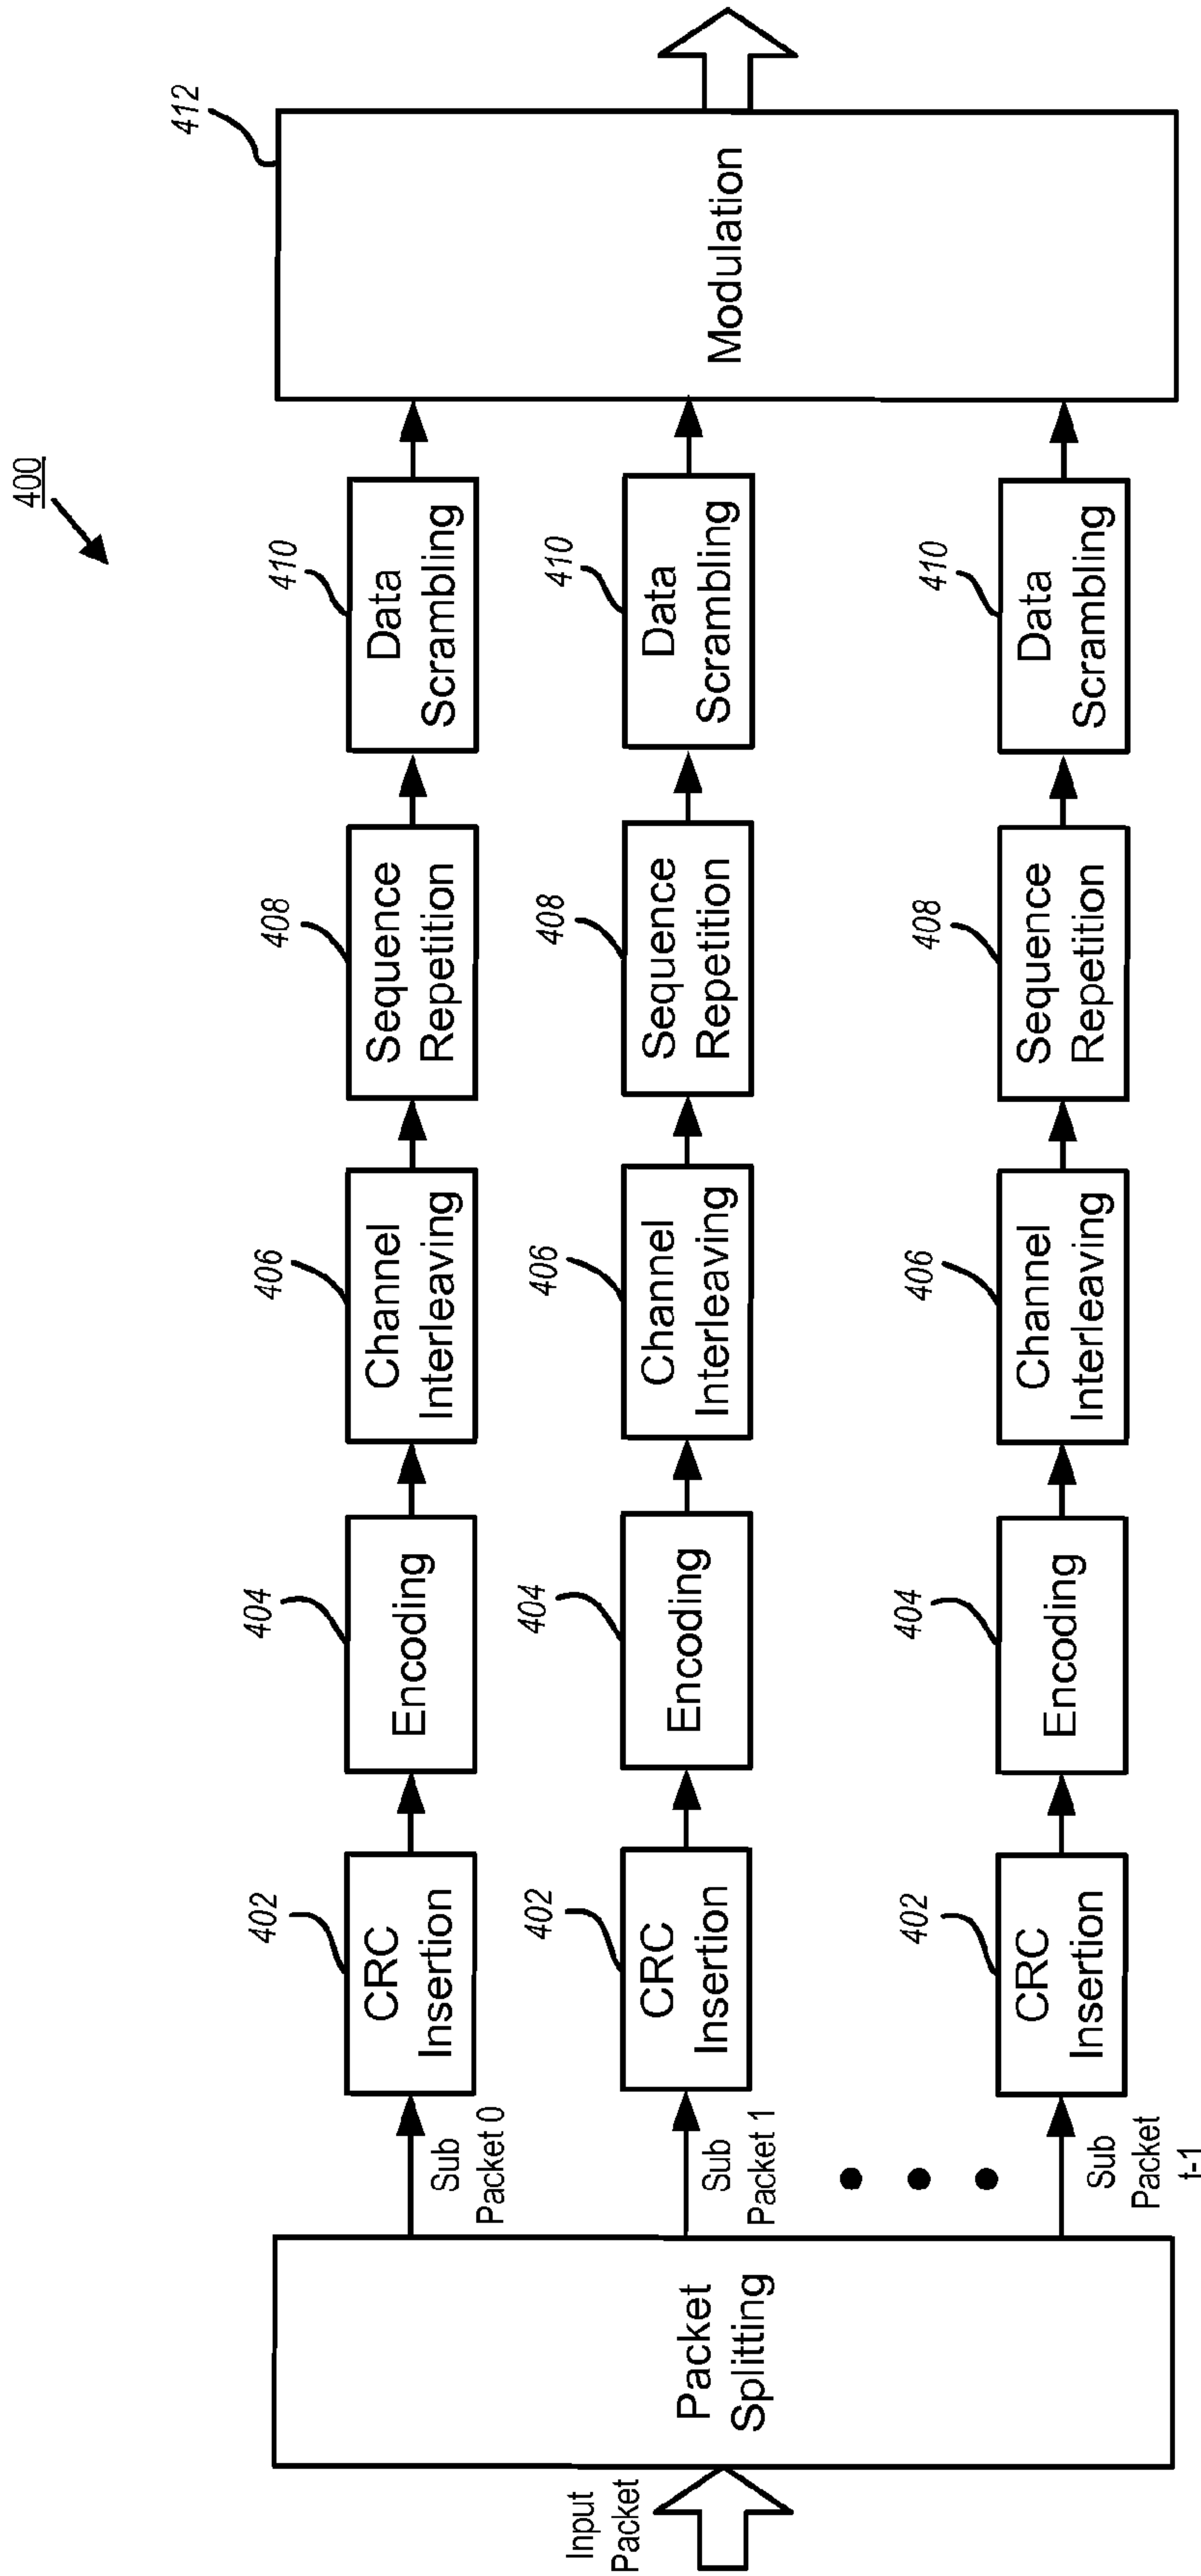 400
Input
Packet
Packet
Splitting
Sub
Packet 0
402
CRC
Insertion
404
Encoding
406
Channel
Interleaving
408
Sequence
Repetition
410
Data
Scrambling
Sub
Packet 1
402
CRC
Insertion
404
Encoding
406
Channel
Interleaving
408
Sequence
Repetition
410
Data
Scrambling
Sub
Packet
t-1
402
CRC
Insertion
404
Encoding
406
Channel
Interleaving
408
Sequence
Repetition
410
Data
Scrambling
412
Modulation